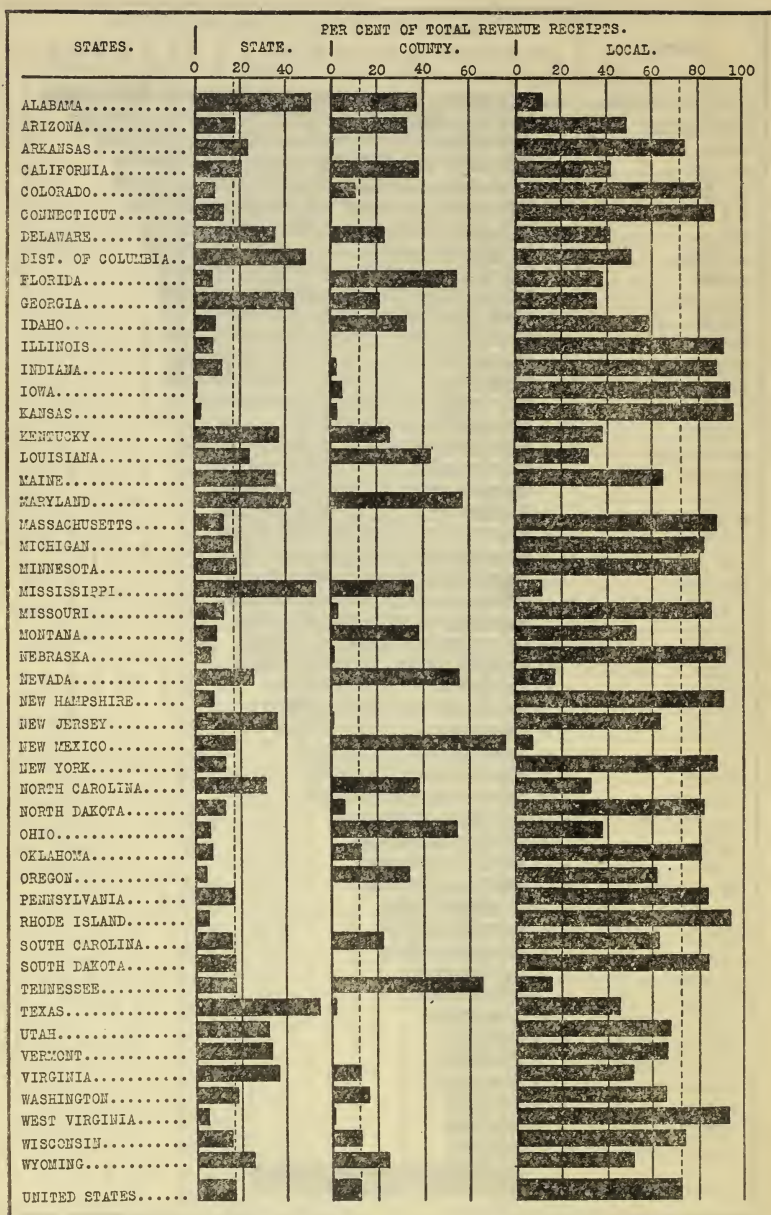 PER CENT OF TOTAL REVENUE RECEIPTS.
STATES. STATE. COUNTY. LOCAL.
0 20 40 0 20 40 60 0 20 40 60 80 100
ALABAMA............
ARIZONA............
ARKANSAS...........
CALIFORNIA.........
COLORADO...........
CONNECTICUT........
DELAWARE...........
DIST. OF COLUMBIA..
FLORIDA............
GEORGIA............
IDAHO..............
ILLINOIS...........
INDIANA............
IOWA...............
KANSAS.............
KENTUCKY...........
LOUISIANA..........
MAINE..............
MARYLAND...........
MASSACHUSETTS......
MICHIGAN...........
MINNESOTA..........
MISSISSIPPI........
MISSOURI...........
MONTANA............
NEBRASKA...........
NEVADA.............
NEW HAMPSHIRE......
NEW JERSEY.........
NEW MEXICO.........
NEW YORK...........
NORTH CAROLINA.....
NORTH DAKOTA.......
OHIO...............
OKLAHOMA...........
OREGON.............
PENNSYLVANIA.......
RHODE ISLAND.......
SOUTH CAROLINA.....
SOUTH DAKOTA.......
TENNESSEE..........
TEXAS..............
UTAH...............
VERMONT............
VIRGINIA...........
WASHINGTON.........
WEST VIRGINIA......
WISCONSIN..........
WYOMING............
UNITED STATES......